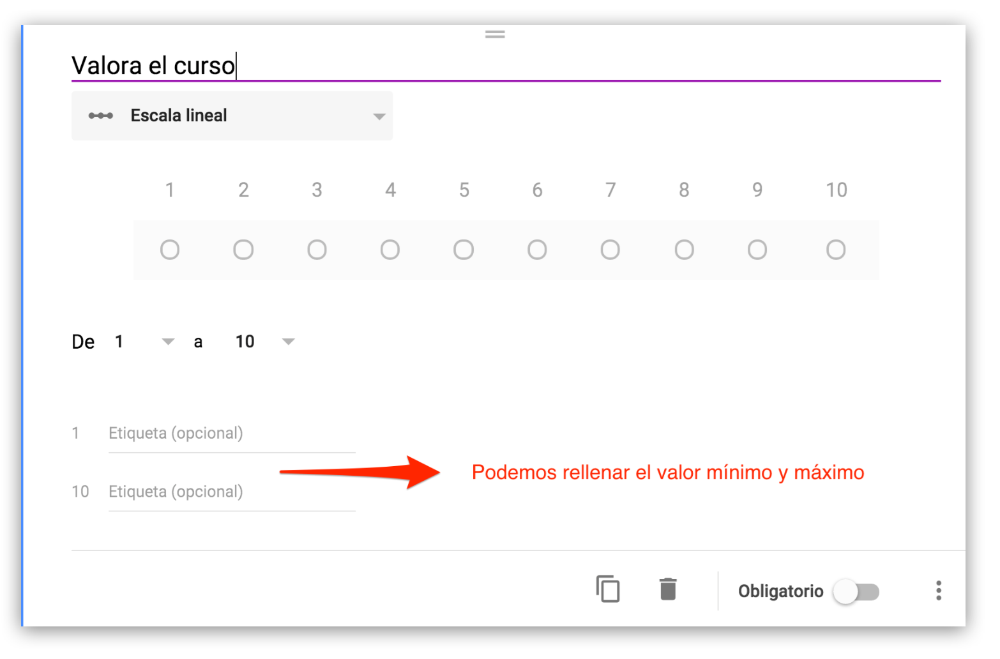 Valora el curso
Escala lineal
1 2 3 4 5 6 7 8 9 10
De 1 a 10
1 Etiqueta (opcional)
Podemos rellenar el valor mínimo y máximo
10 Etiqueta (opcional)
Obligatorio